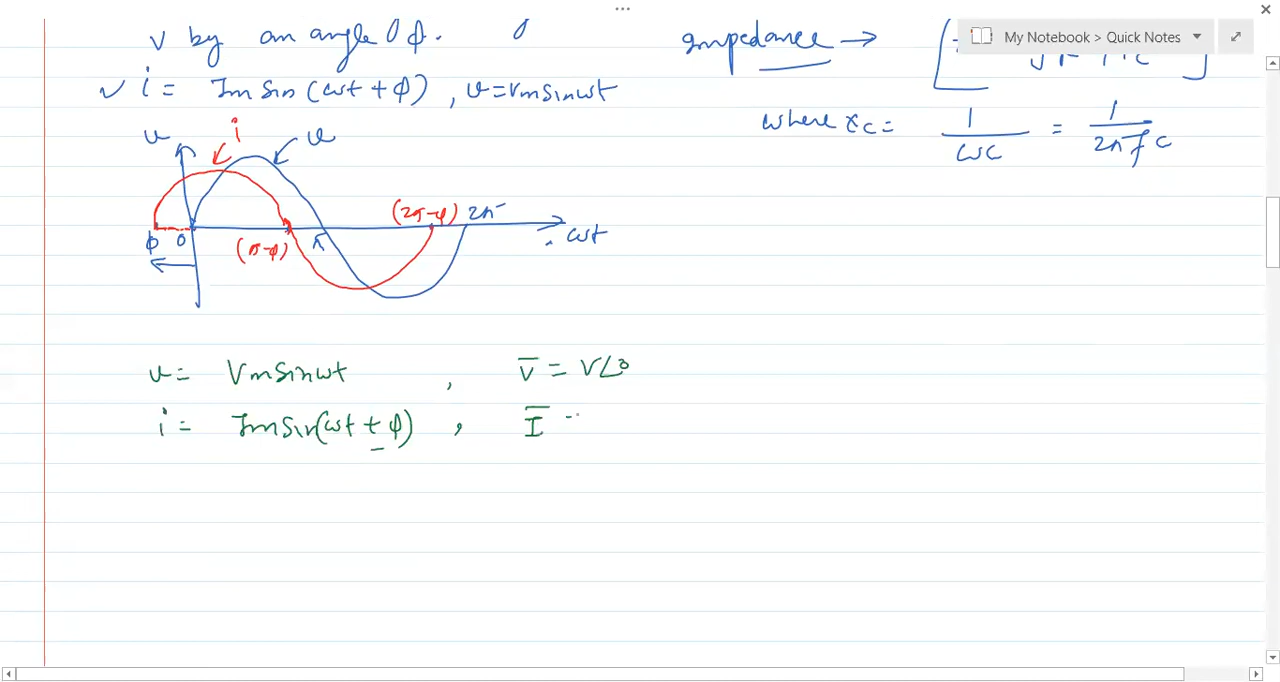 V by an angle ϕ.
Impedance →
My Notebook > Quick Notes
✓ i = Im Sin (ωt + ϕ) , v = Vm sin ωt
where Xc = 1/ωC = 1/2πfC
v i v
(2π-φ) 2π
ϕ 0 (π-ϕ) π ωt
v = Vm sin ωt , V̅ = V∠0
i = Im Sin(ωt + ϕ) , I̅ =